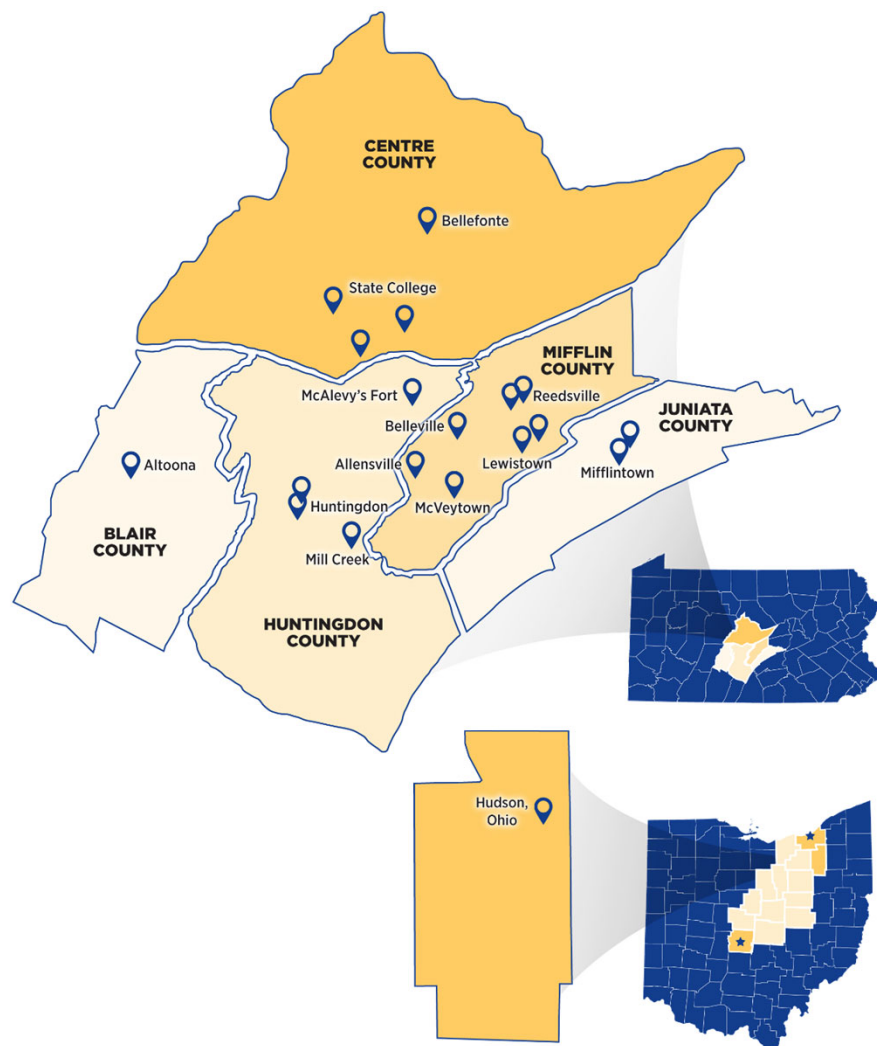 CENTRE
COUNTY
Bellefonte
State College
MIFFLIN
COUNTY
McAlevy's Fort
Reedsville
JUNIATA
COUNTY
Belleville
Altoona
Allensville
Lewistown
Mifflintown
Huntingdon
McVeytown
BLAIR
COUNTY
Mill Creek
HUNTINGDON
COUNTY
Hudson,
Ohio